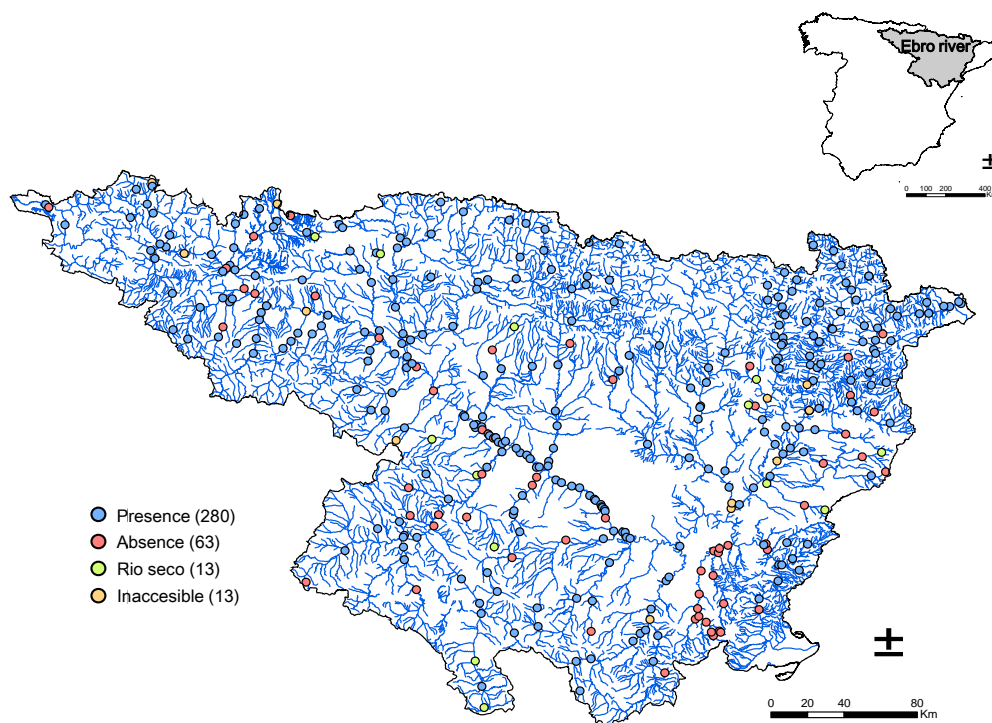 Ebro river
0 100 200 400
Presence (280)
Absence (63)
Rio seco (13)
Inaccesible (13)
0 20 40 60 80
Km